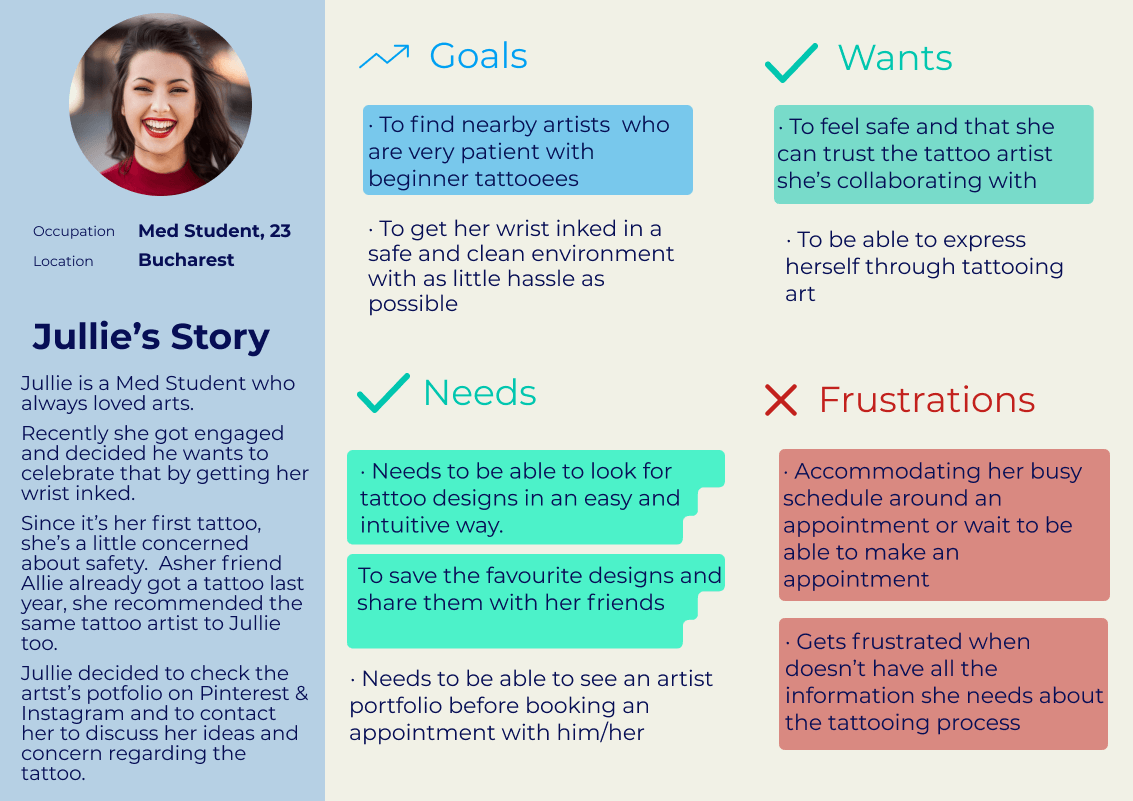 Occupation Med Student, 23
Location Bucharest
Jullie’s Story
Jullie is a Med Student who
always loved arts.
Recently she got engaged
and decided he wants to
celebrate that by getting her
wrist inked.
Since it’s her first tattoo,
she’s a little concerned
about safety.  Asher friend
Allie already got a tattoo last
year, she recommended the
same tattoo artist to Jullie
too.
Jullie decided to check the
artst’s potfolio on Pinterest &
Instagram and to contact
her to discuss her ideas and
concern regarding the
tattoo.
Goals
· To find nearby artists  who
are very patient with
beginner tattooees
· To get her wrist inked in a
safe and clean environment
with as little hassle as
possible
Wants
· To feel safe and that she
can trust the tattoo artist
she’s collaborating with
· To be able to express
herself through tattooing
art
Needs
· Needs to be able to look for
tattoo designs in an easy and
intuitive way.
To save the favourite designs and
share them with her friends
· Needs to be able to see an artist
portfolio before booking an
appointment with him/her
Frustrations
· Accommodating her busy
schedule around an
appointment or wait to be
able to make an
appointment
· Gets frustrated when
doesn’t have all the
information she needs about
the tattooing process